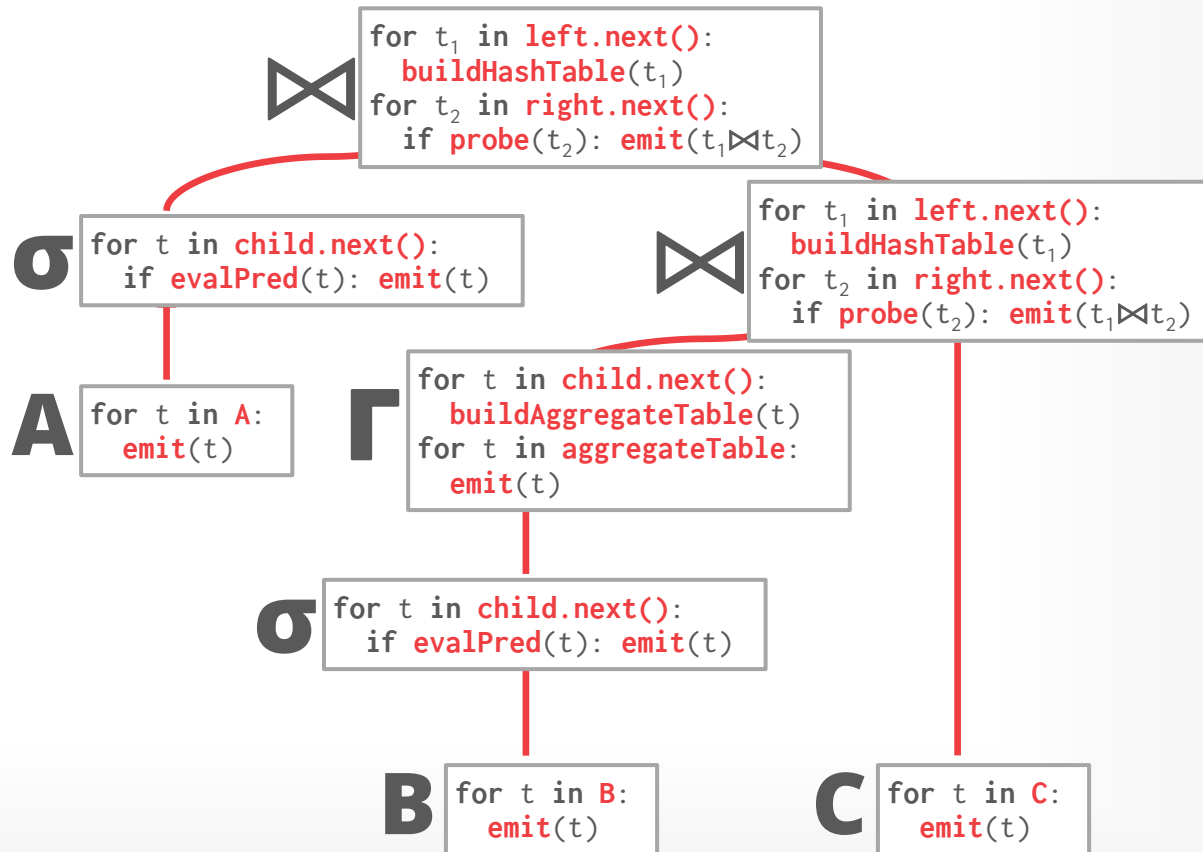 ⋈
for t₁ in left.next():
buildHashTable(t₁)
for t₂ in right.next():
if probe(t₂): emit(t₁⋈t₂)
σ
for t in child.next():
if evalPred(t): emit(t)
⋈
for t₁ in left.next():
buildHashTable(t₁)
for t₂ in right.next():
if probe(t₂): emit(t₁⋈t₂)
A
for t in A:
emit(t)
Γ
for t in child.next():
buildAggregateTable(t)
for t in aggregateTable:
emit(t)
σ
for t in child.next():
if evalPred(t): emit(t)
B
for t in B:
emit(t)
C
for t in C:
emit(t)